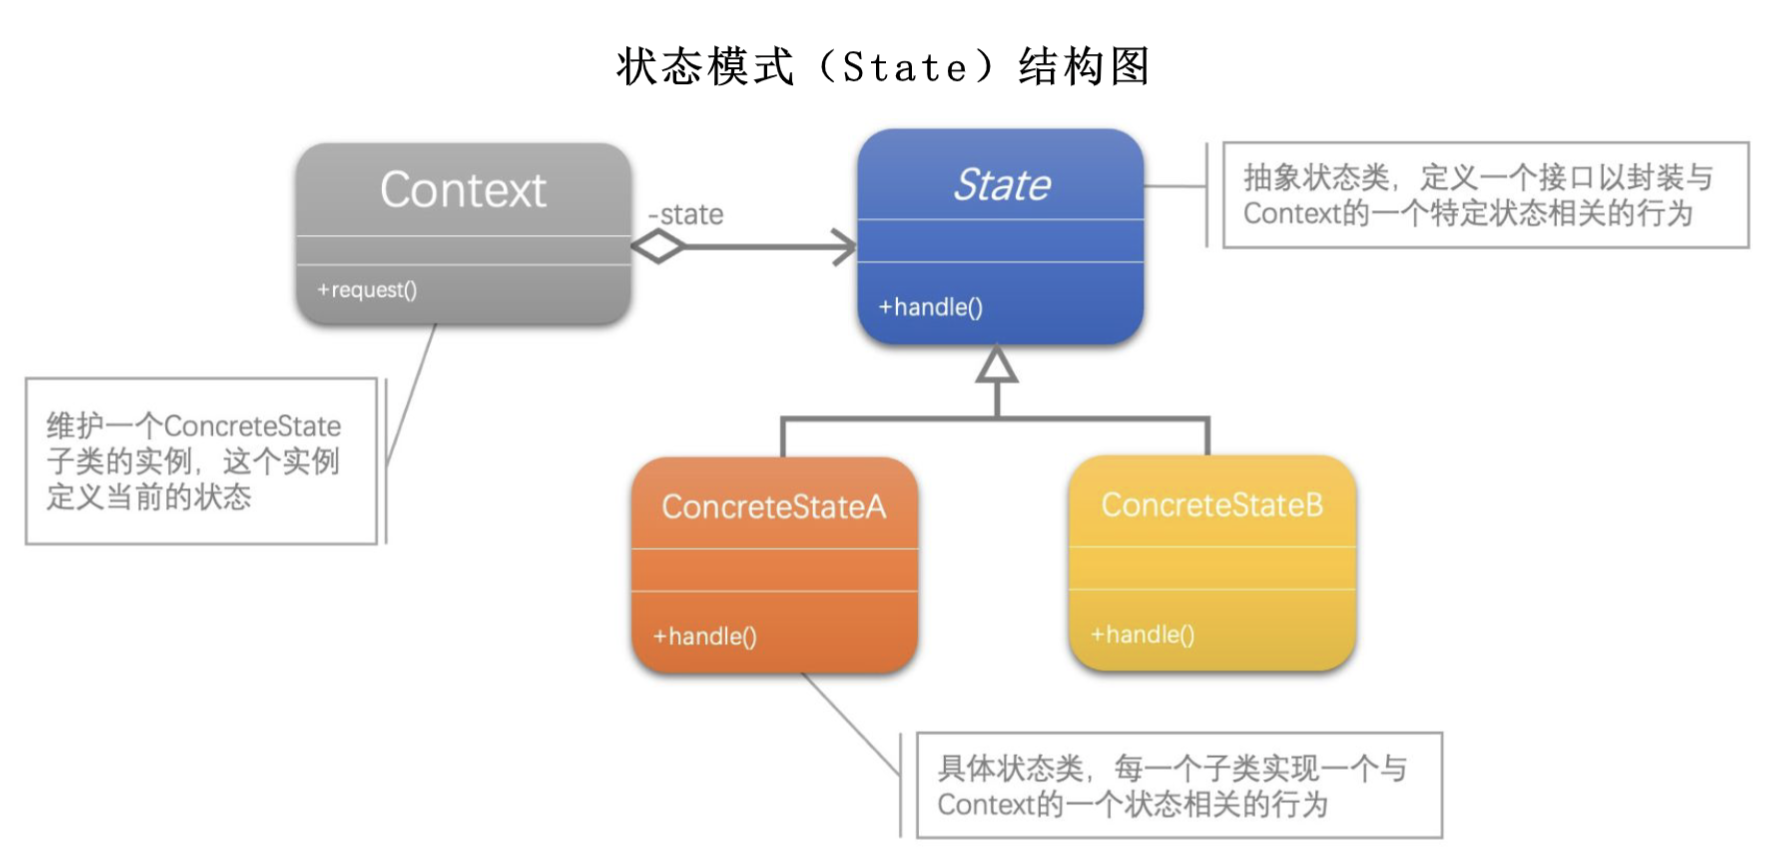 状态模式（State）结构图
Context
+request()
-state
State
+handle()
抽象状态类，定义一个接口以封装与
Context的一个特定状态相关的行为
维护一个ConcreteState
子类的实例，这个实例
定义当前的状态
ConcreteStateA
+handle()
ConcreteStateB
+handle()
具体状态类，每一个子类实现一个与
Context的一个状态相关的行为